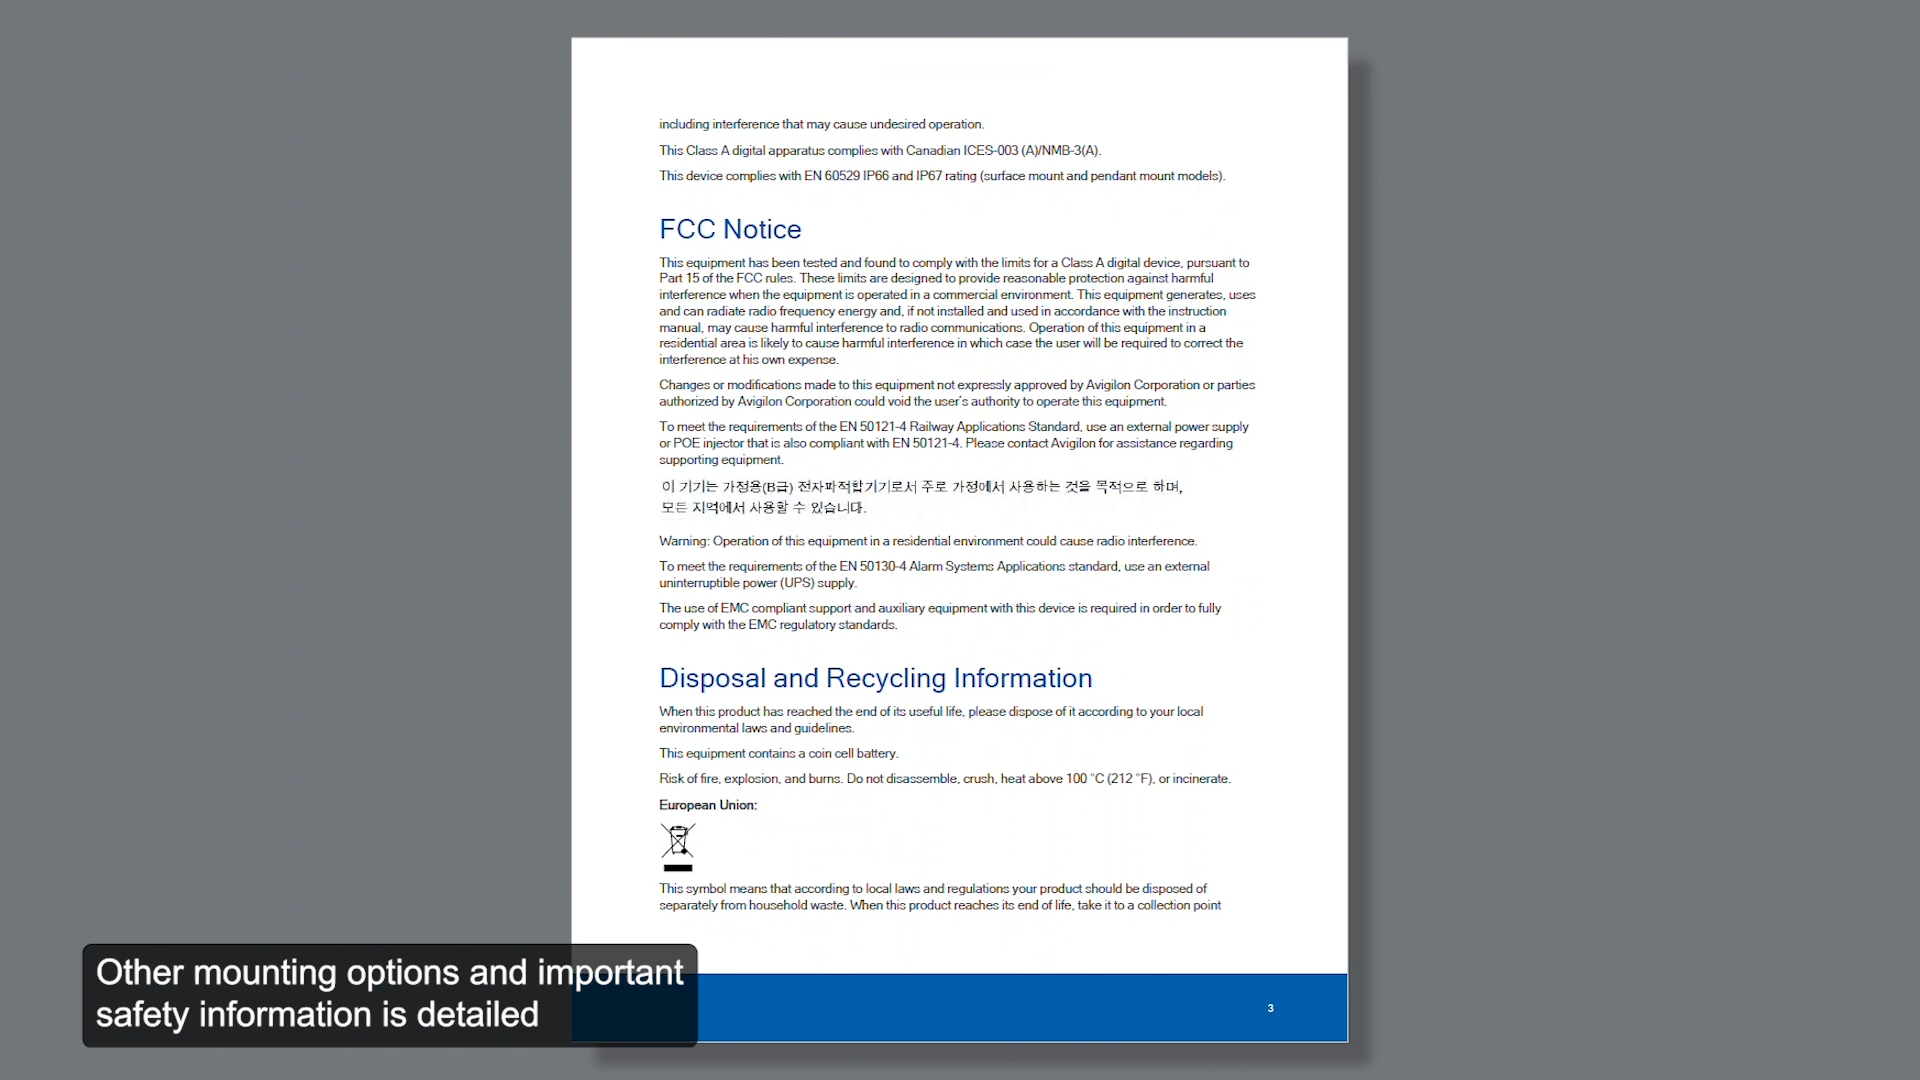 including interference that may cause undesired operation.
This Class A digital apparatus complies with Canadian ICES-003 (A)/NMB-3(A).
This device complies with EN 60529 IP66 and IP67 rating (surface mount and pendant mount models).
FCC Notice
This equipment has been tested and found to comply with the limits for a Class A digital device, pursuant to
Part 15 of the FCC rules. These limits are designed to provide reasonable protection against harmful
interference when the equipment is operated in a commercial environment. This equipment generates, uses
and can radiate radio frequency energy and, if not installed and used in accordance with the instruction
manual, may cause harmful interference to radio communications. Operation of this equipment in a
residential area is likely to cause harmful interference in which case the user will be required to correct the
interference at his own expense.
Changes or modifications made to this equipment not expressly approved by Avigilon Corporation or parties
authorized by Avigilon Corporation could void the user's authority to operate this equipment.
To meet the requirements of the EN 50121-4 Railway Applications Standard, use an external power supply
or POE injector that is also compliant with EN 50121-4. Please contact Avigilon for assistance regarding
supporting equipment.
이 기기는 가정용(B급) 전자파적합기기로서 주로 가정에서 사용하는 것을 목적으로 하며,
모든 지역에서 사용할 수 있습니다.
Warning: Operation of this equipment in a residential environment could cause radio interference.
To meet the requirements of the EN 50130-4 Alarm Systems Applications standard, use an external
uninterruptible power (UPS) supply.
The use of EMC compliant support and auxiliary equipment with this device is required in order to fully
comply with the EMC regulatory standards.
Disposal and Recycling Information
When this product has reached the end of its useful life, please dispose of it according to your local
environmental laws and guidelines.
This equipment contains a coin cell battery.
Risk of fire, explosion, and burns. Do not disassemble, crush, heat above 100 °C (212 °F), or incinerate.
European Union:
This symbol means that according to local laws and regulations your product should be disposed of
separately from household waste. When this product reaches its end of life, take it to a collection point
Other mounting options and important
safety information is detailed
3